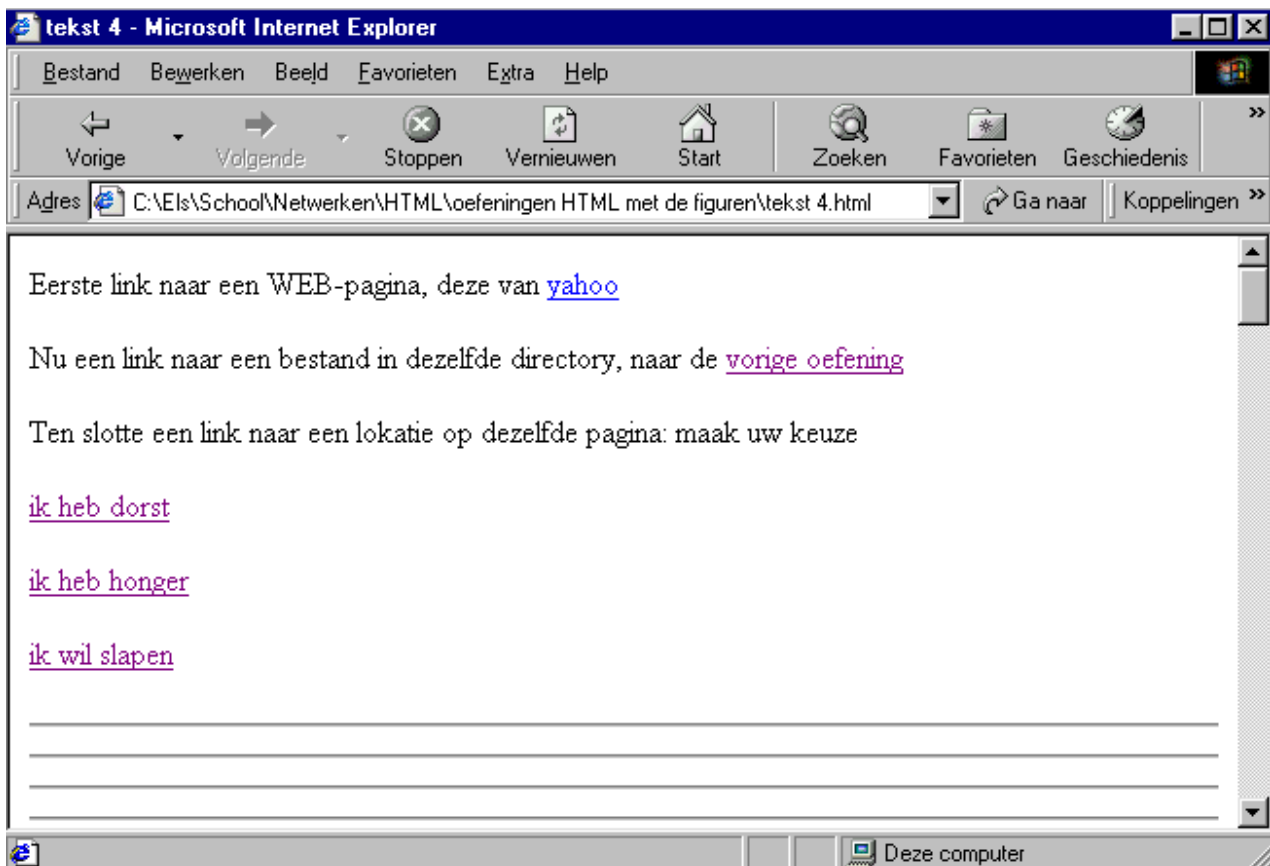 tekst 4 - Microsoft Internet Explorer
Bestand Bewerken Beeld Favorieten Extra Help
Vorige Volgende Stoppen Vernieuwen Start Zoeken Favorieten Geschiedenis »
Adres C:\Els\School\Netwerken\HTML\oefeningen HTML met de figuren\tekst 4.html Ga naar Koppelingen »
Eerste link naar een WEB-pagina, deze van yahoo
Nu een link naar een bestand in dezelfde directory, naar de vorige oefening
Ten slotte een link naar een lokatie op dezelfde pagina: maak uw keuze
ik heb dorst
ik heb honger
ik wil slapen
Deze computer